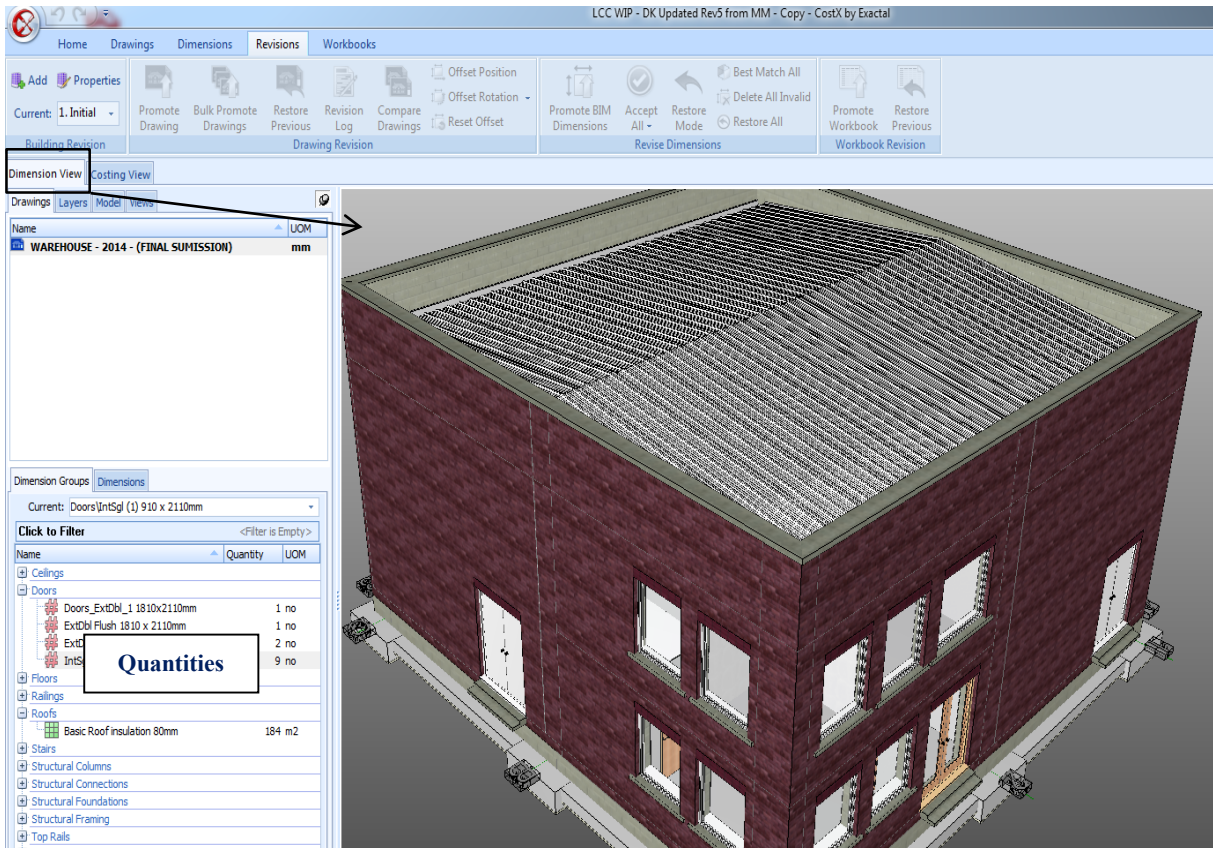 LCC WIP - DK Updated Rev5 from MM - Copy - CostX by Exactal
Home Drawings Dimensions Revisions Workbooks
Add Properties
Current: 1. Initial
Building Revision
Promote Drawing
Bulk Promote Drawings
Restore Previous
Revision Log
Compare Drawings
Offset Position
Offset Rotation
Reset Offset
Drawing Revision
Promote BIM Dimensions
Accept All
Restore Mode
Best Match All
Delete All Invalid
Restore All
Revise Dimensions
Promote Workbook
Restore Previous
Workbook Revision
Dimension View Costing View
Drawings Layers Model Views
Name UOM
WAREHOUSE - 2014 - (FINAL SUMISSION) mm
Dimension Groups Dimensions
Current: Doors\IntSgl (1) 910 x 2110mm
Click to Filter <Filter is Empty>
Name Quantity UOM
Ceilings
Doors
Doors_ExtDbl_1 1810x2110mm 1 no
ExtDbl Flush 1810 x 2110mm 1 no
2 no
9 no
Quantities
Floors
Railings
Roofs
Basic Roof insulation 80mm 184 m2
Stairs
Structural Columns
Structural Connections
Structural Foundations
Structural Framing
Top Rails